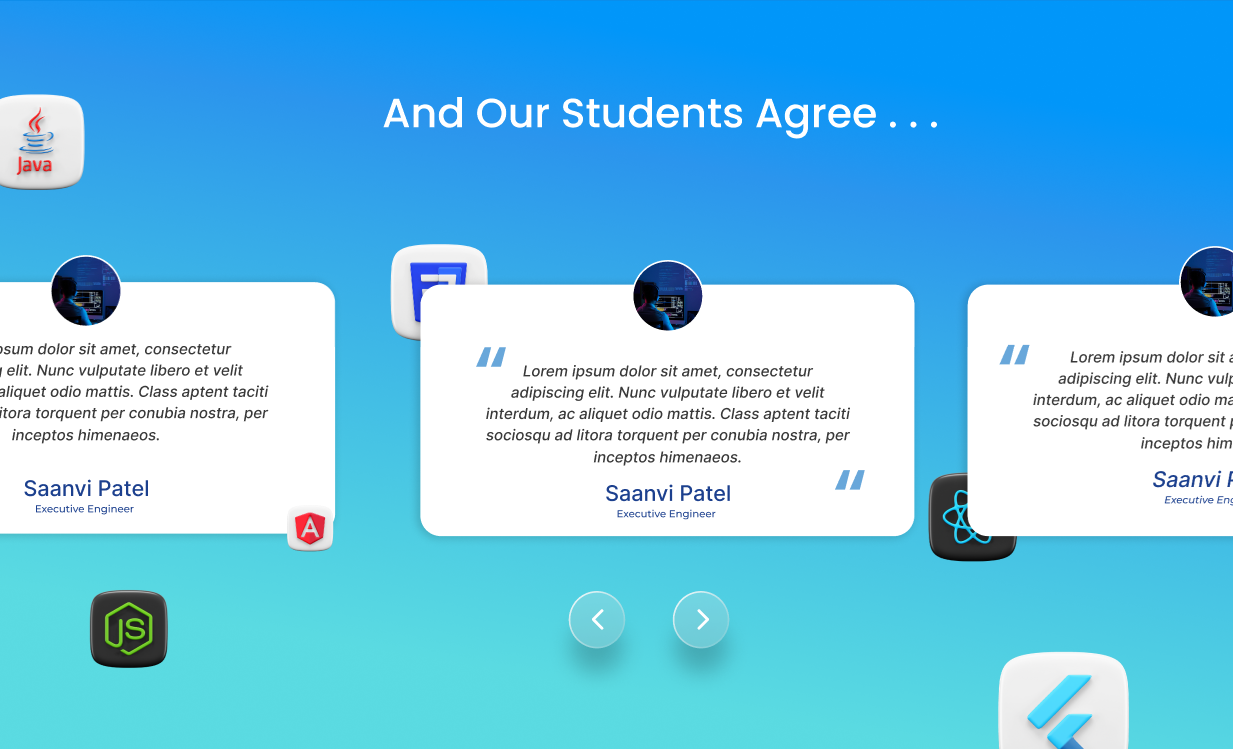 And Our Students Agree . . .
Java
osum dolor sit amet, consectetur
elit. Nunc vulputate libero et velit
aliquet odio mattis. Class aptent taciti
itora torquent per conubia nostra, per
inceptos himenaeos.
Saanvi Patel
Executive Engineer
A
JS
“
Lorem ipsum dolor sit amet, consectetur
adipiscing elit. Nunc vulputate libero et velit
interdum, ac aliquet odio mattis. Class aptent taciti
sociosqu ad litora torquent per conubia nostra, per
inceptos himenaeos.
“
Saanvi Patel
Executive Engineer
“
Lorem ipsum dolor sit
adipiscing elit. Nunc vulp
interdum, ac aliquet odio ma
sociosqu ad litora torquent
inceptos him
Saanvi
Executive Eng